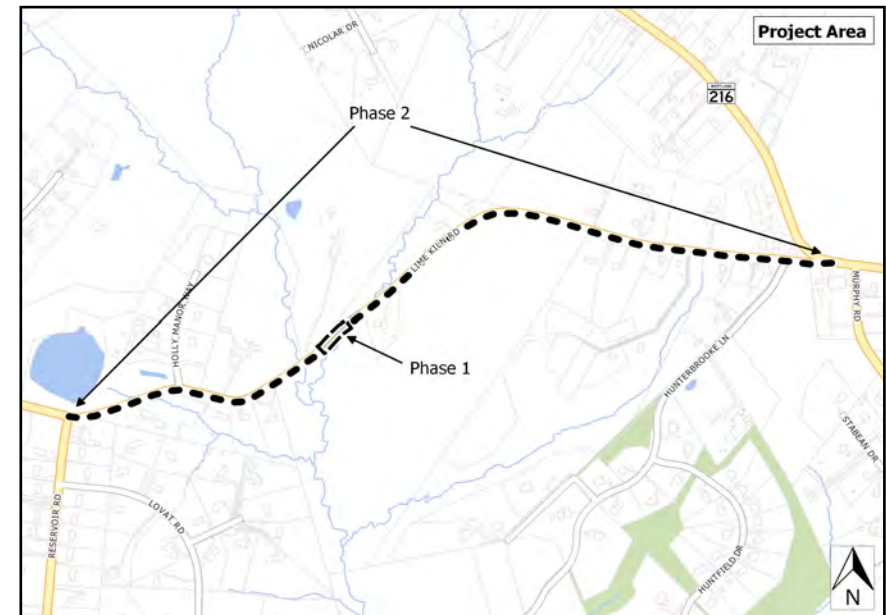 Project Area
NICOLAR DR
MARYLAND
216
Phase 2
LIME KILN RD
HOLLY MANOR WAY
MURPHY RD
Phase 1
HUNTERBROOKE LN
STABEAN DR
RESERVOIR RD
LOVAT RD
HUNTFIELD DR
N